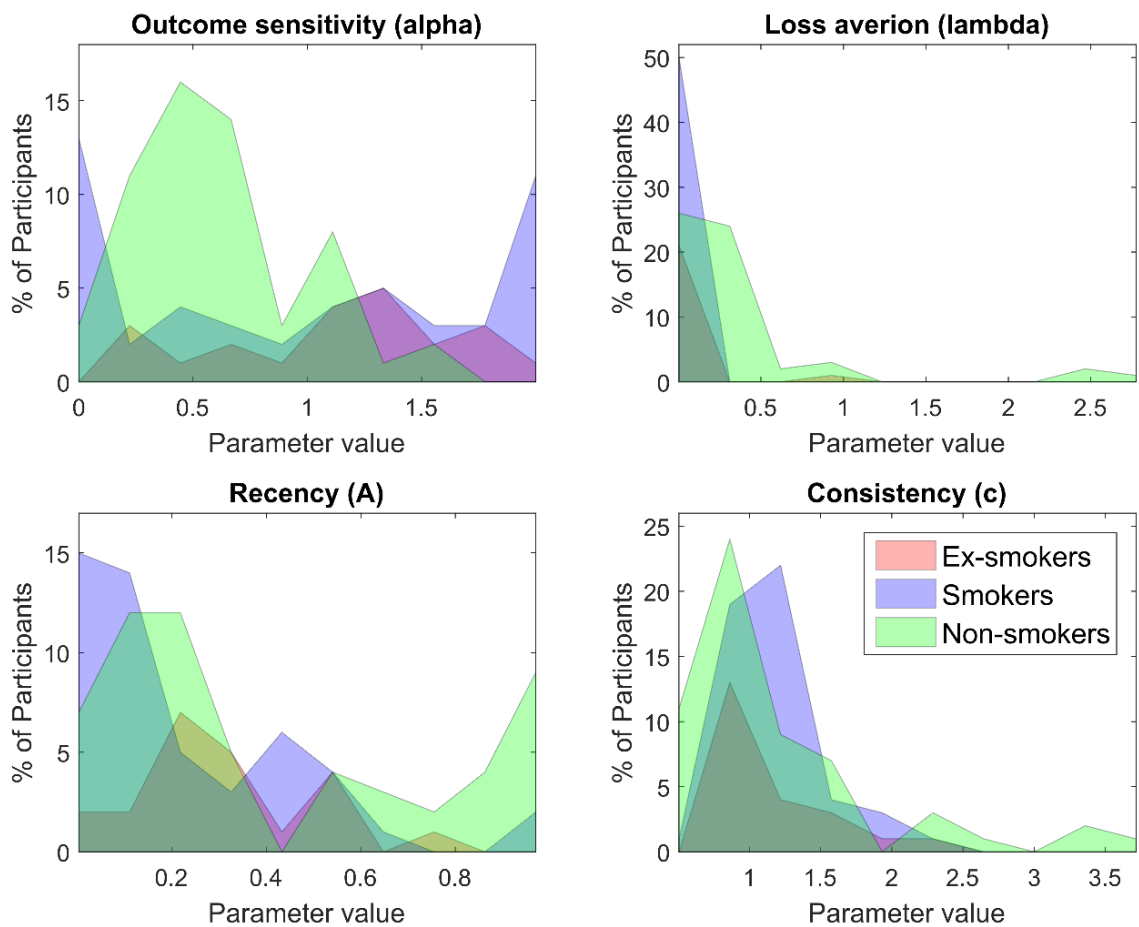 Outcome sensitivity (alpha)
% of Participants
15
10
5
0
0
0.5
1
1.5
Parameter value
Loss averion (lambda)
% of Participants
50
40
30
20
10
0
0.5
1
1.5
2
2.5
Parameter value
Recency (A)
% of Participants
15
10
5
0
0.2
0.4
0.6
0.8
Parameter value
Consistency (c)
% of Participants
25
20
15
10
5
0
1
1.5
2
2.5
3
3.5
Parameter value
Ex-smokers
Smokers
Non-smokers